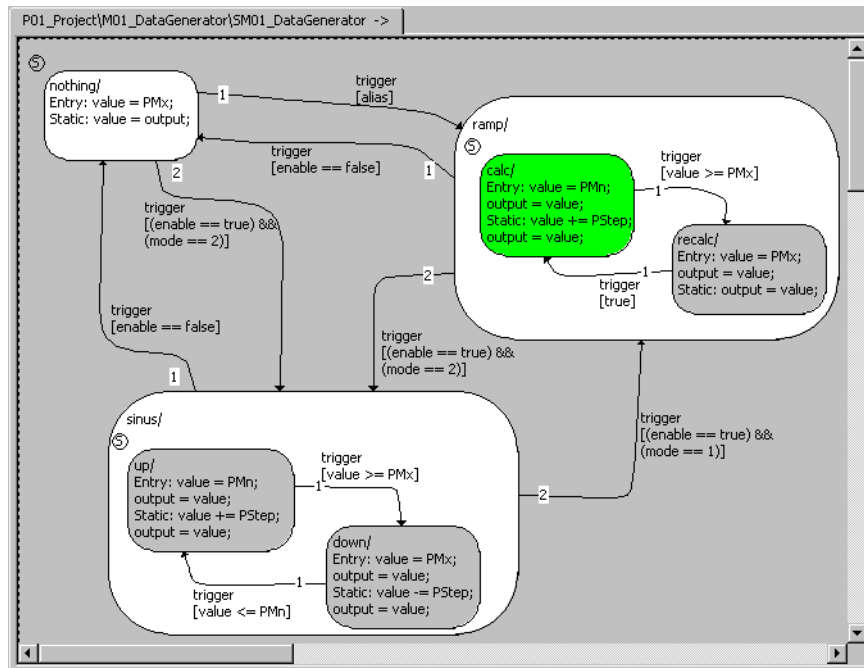 P01_Project\M01_DataGenerator\SM01_DataGenerator ->
S
nothing/
Entry: value = PMx;
Static: value = output;
1
trigger
[alias]
trigger
[enable == false]
1
2
trigger
[(enable == true) &&
(mode == 2)]
ramp/
S
calc/
Entry: value = PMn;
output = value;
Static: value += PStep;
output = value;
trigger
[value >= PMx]
1
recalc/
Entry: value = PMx;
output = value;
Static: output = value;
1
trigger
[true]
2
trigger
[enable == false]
1
trigger
[(enable == true) &&
(mode == 2)]
trigger
[(enable == true) &&
(mode == 1)]
2
sinus/
S
up/
Entry: value = PMn;
output = value;
Static: value += PStep;
output = value;
trigger
[value >= PMx]
1
down/
Entry: value = PMx;
output = value;
Static: value -= PStep;
output = value;
1
trigger
[value <= PMn]